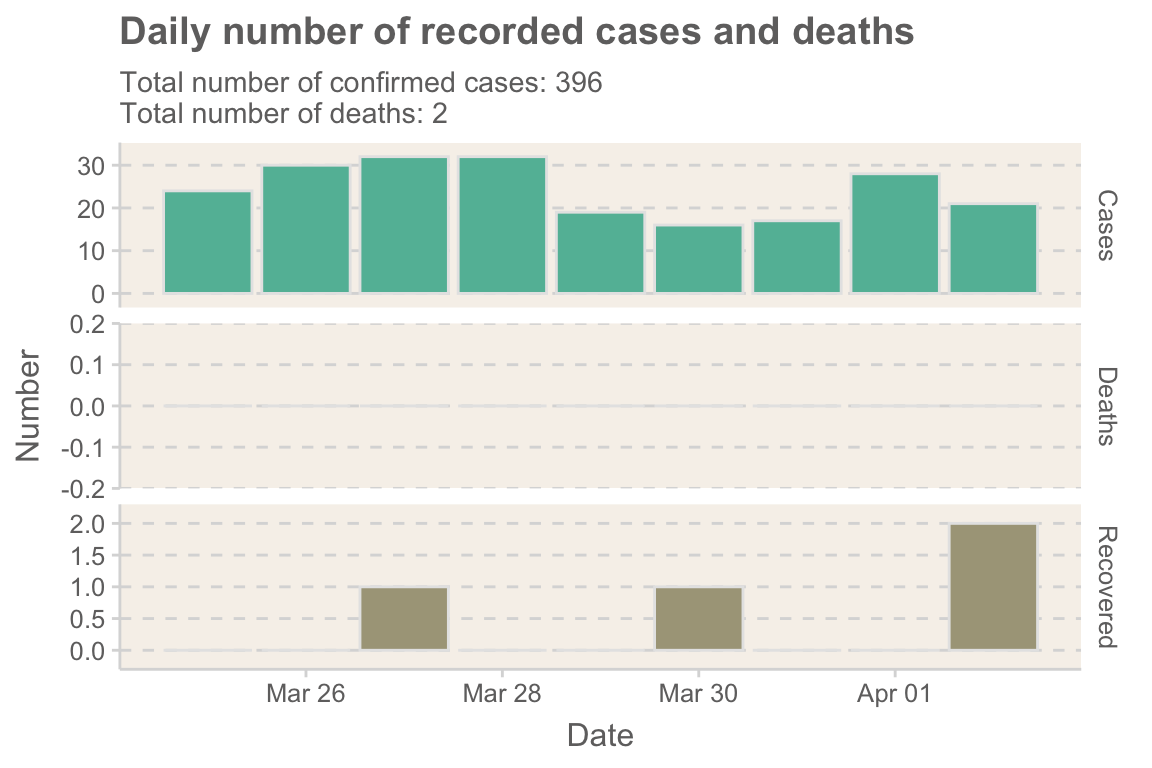 Daily number of recorded cases and deaths
Total number of confirmed cases: 396
Total number of deaths: 2
30
20
10
0
Cases
0.2
0.1
0.0
-0.1
-0.2
Deaths
Number
2.0
1.5
1.0
0.5
0.0
Recovered
Mar 26 Mar 28 Mar 30 Apr 01
Date